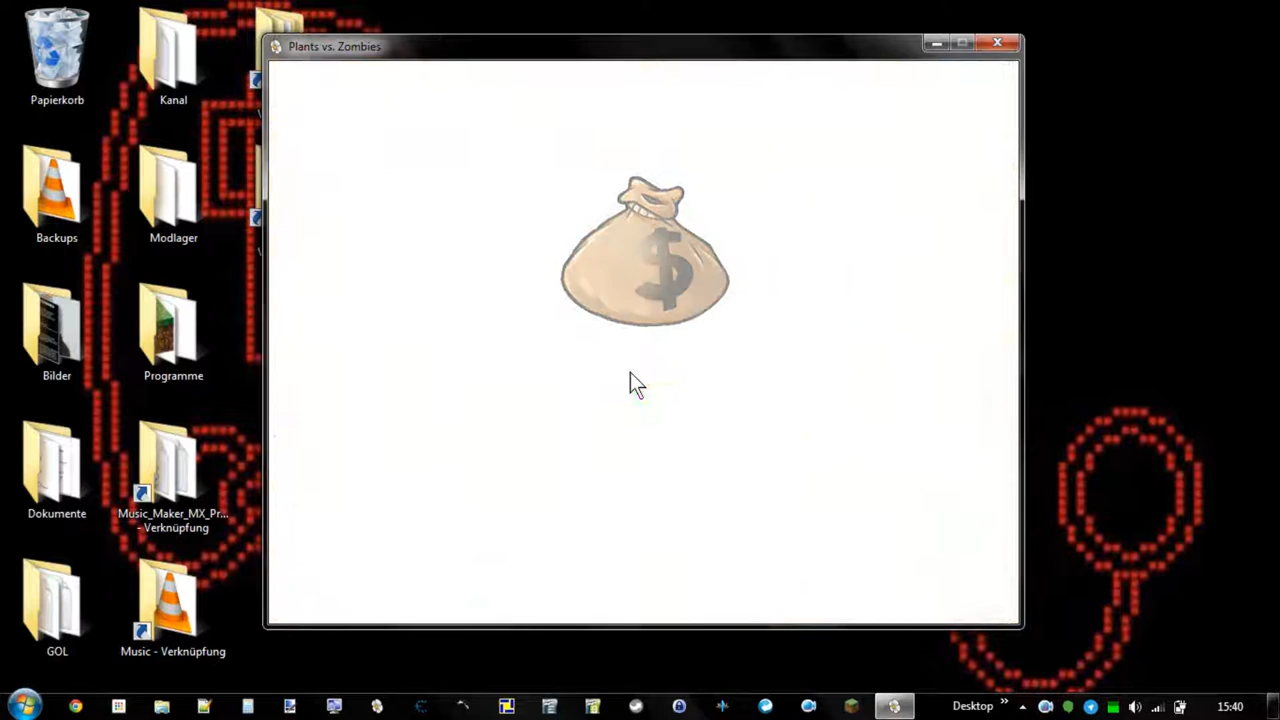 Plants vs. Zombies
Papierkorb
Kanal
Backups
Modlager
$
Bilder
Programme
Dokumente
Music_Maker_MX_Pr...
- Verknüpfung
GOL
Music - Verknüpfung
Desktop
15:40